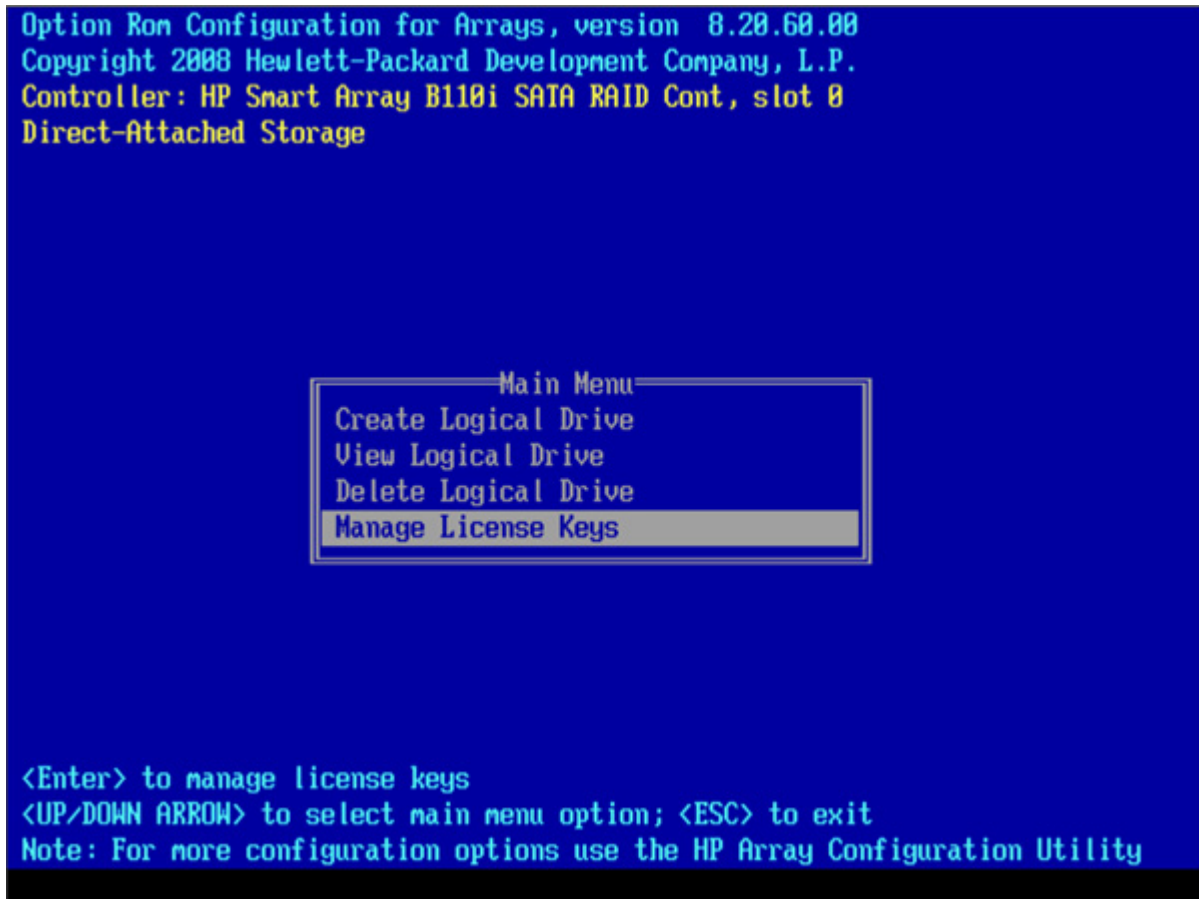 Option Rom Configuration for Arrays, version  8.20.60.00
Copyright 2008 Hewlett-Packard Development Company, L.P.
Controller: HP Smart Array B110i SATA RAID Cont, slot 0
Direct-Attached Storage
Main Menu
Create Logical Drive
View Logical Drive
Delete Logical Drive
Manage License Keys
<Enter> to manage license keys
<UP/DOWN ARROW> to select main menu option; <ESC> to exit
Note: For more configuration options use the HP Array Configuration Utility